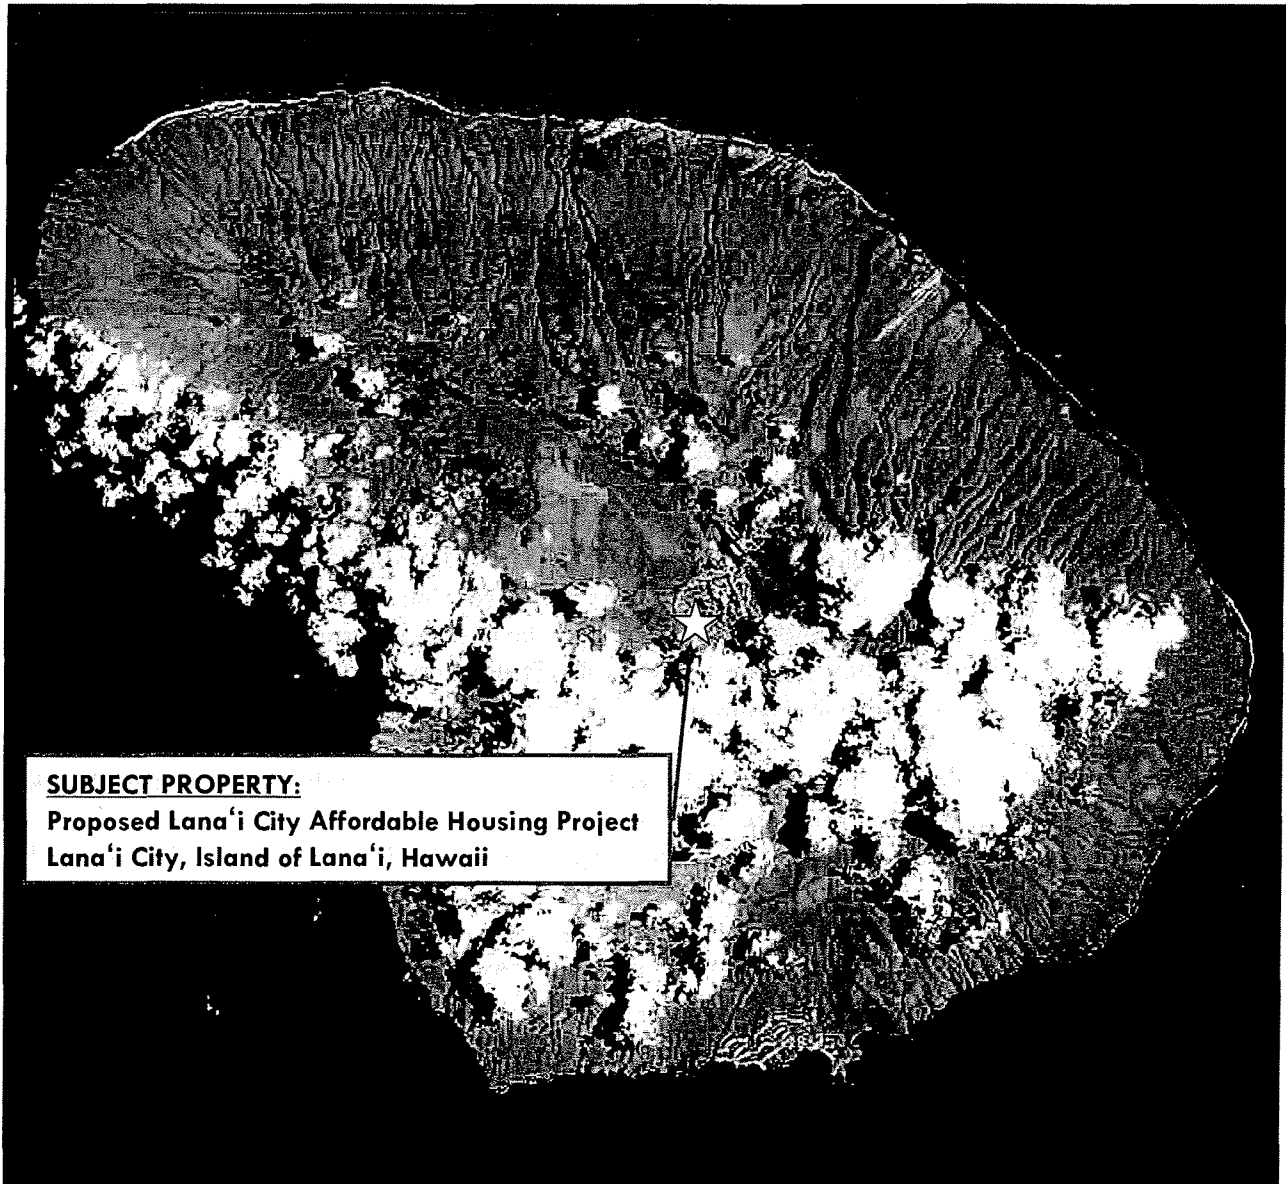 SUBJECT PROPERTY:
Proposed Lana‘i City Affordable Housing Project
Lana‘i City, Island of Lana‘i, Hawaii